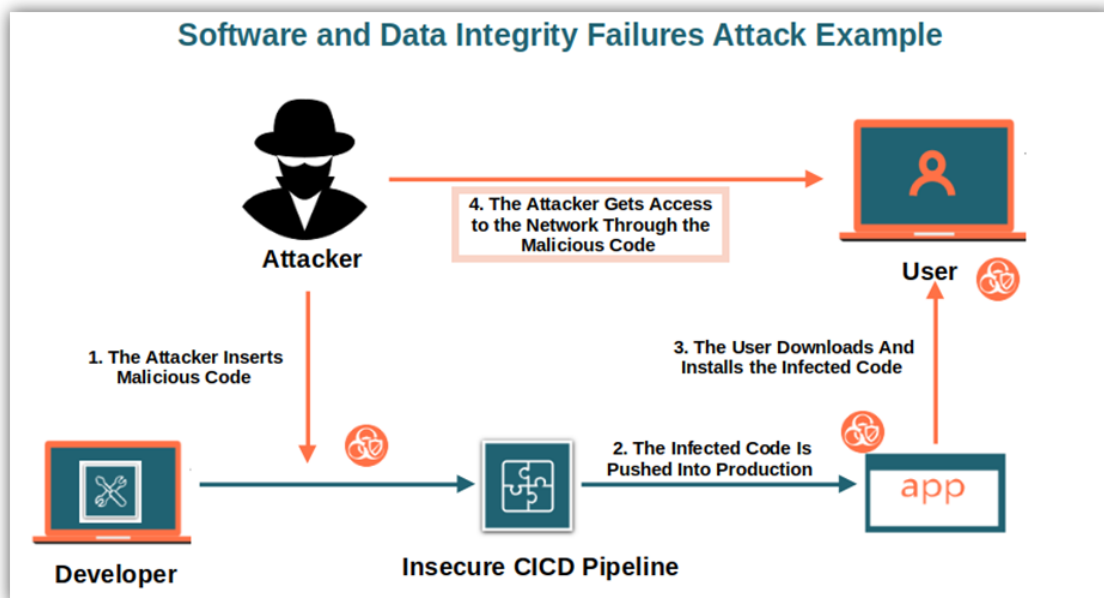 Software and Data Integrity Failures Attack Example
4. The Attacker Gets Access
to the Network Through the
Malicious Code
Attacker
User
1. The Attacker Inserts
Malicious Code
3. The User Downloads And
Installs the Infected Code
2. The Infected Code Is
Pushed Into Production
app
Developer
Insecure CICD Pipeline